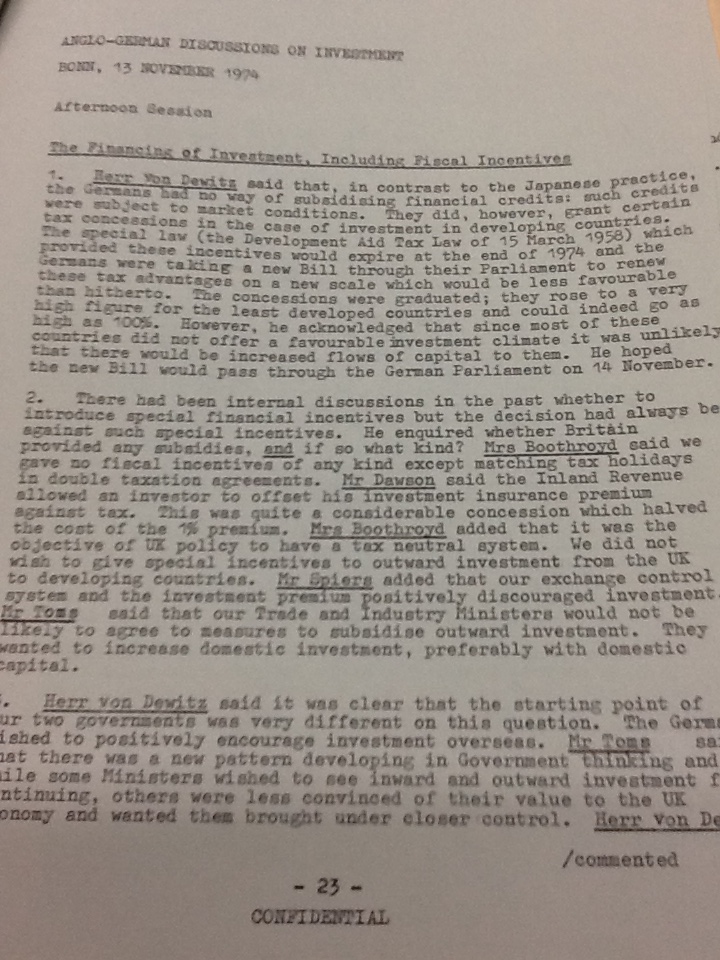 ANGLO-GERMAN DISCUSSIONS ON INVESTMENT
BONN, 13 NOVEMBER 1974
Afternoon Session
The Financing of Investment, Including Fiscal Incentives
1. Herr Von Dewitz said that, in contrast to the Japanese practice,
the Germans had no way of subsidising financial credits: such credits
were subject to market conditions. They did, however, grant certain
tax concessions in the case of investment in developing countries.
The special law (the Development Aid Tax Law of 15 March 1958) which
provided these incentives would expire at the end of 1974 and the
Germans were taking a new Bill through their Parliament to renew
these tax advantages on a new scale which would be less favourable
than hitherto. The concessions were graduated; they rose to a very
high figure for the least developed countries and could indeed go as
high as 100%. However, he acknowledged that since most of these
countries did not offer a favourable investment climate it was unlikely
that there would be increased flows of capital to them. He hoped
the new Bill would pass through the German Parliament on 14 November.
2. There had been internal discussions in the past whether to
introduce special financial incentives but the decision had always be
against such special incentives. He enquired whether Britain
provided any subsidies, and if so what kind? Mrs Boothroyd said we
gave no fiscal incentives of any kind except matching tax holidays
in double taxation agreements. Mr Dawson said the Inland Revenue
allowed an investor to offset his investment insurance premium
against tax. This was quite a considerable concession which halved
the cost of the 1% premium. Mrs Boothroyd added that it was the
objective of UK policy to have a tax neutral system. We did not
wish to give special incentives to outward investment from the UK
to developing countries. Mr Spiers added that our exchange control
system and the investment premium positively discouraged investment.
Mr Toms said that our Trade and Industry Ministers would not be
likely to agree to measures to subsidise outward investment. They
wanted to increase domestic investment, preferably with domestic
capital.
. Herr von Dewitz said it was clear that the starting point of
ur two governments was very different on this question. The Germa
ished to positively encourage investment overseas. Mr Toms sai
hat there was a new pattern developing in Government thinking and
ile some Ministers wished to see inward and outward investment f
ntinuing, others were less convinced of their value to the UK
onomy and wanted them brought under closer control. Herr von De
/commented
- 23 -
CONFIDENTIAL